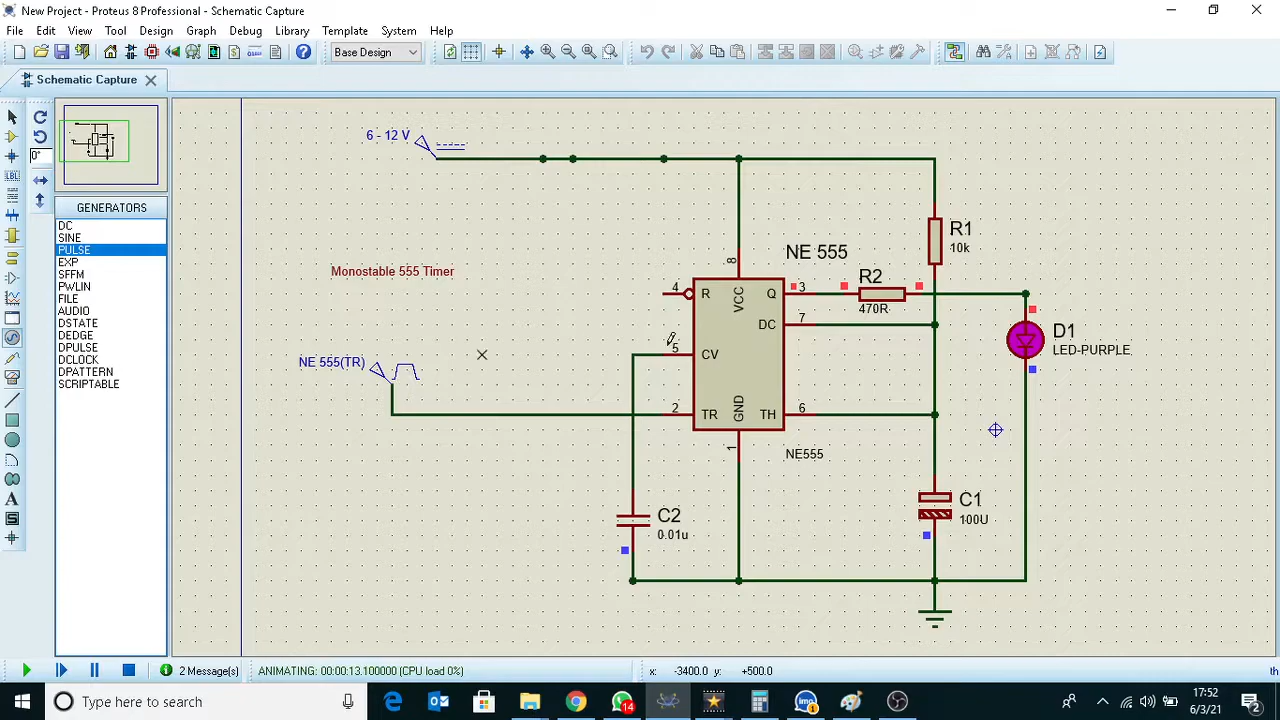 New Project - Proteus 8 Professional - Schematic Capture
File Edit View Tool Design Graph Debug Library Template System Help
Base Design
Schematic Capture
0°
LBL
GENERATORS
DC
SINE
PULSE
EXP
SFFM
PWLIN
FILE
AUDIO
DSTATE
DEDGE
DPULSE
DCLOCK
DPATTERN
SCRIPTABLE
A
6 - 12 V
R1
10k
8
NE 555
Monostable 555 Timer
R2
4 R VCC Q 3
470R
DC 7
D1
LED-PURPLE
5 CV
NE 555(TR)
2 TR GND TH 6
1
NE555
C1
100U
C2
0.01u
2 Message(s) ANIMATING: 00:00:13.100000 (CPU load 0%) x: -3400.0 y: +500.0 th
Type here to search
14
17:52
6/3/21
2